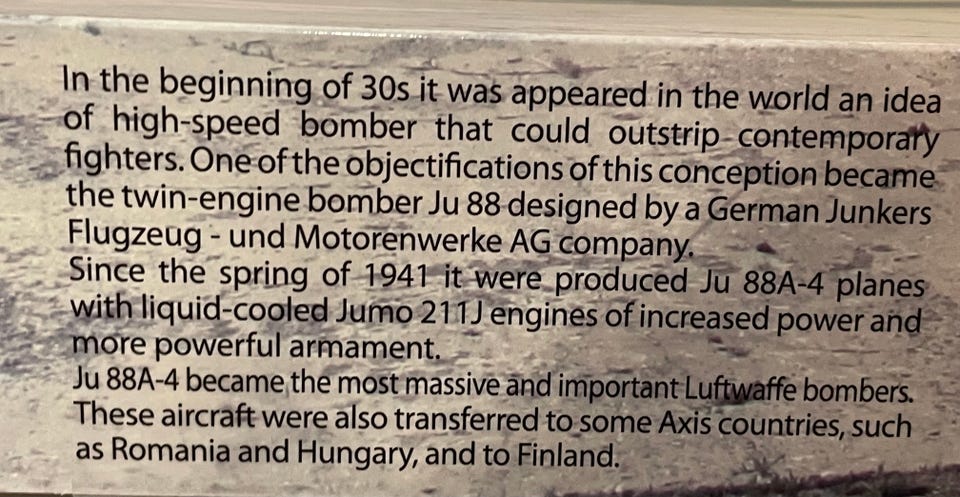 In the beginning of 30s it was appeared in the world an idea
of high-speed bomber that could outstrip contemporary
fighters. One of the objectifications of this conception became
the twin-engine bomber Ju 88 designed by a German Junkers
Flugzeug - und Motorenwerke AG company.
Since the spring of 1941 it were produced Ju 88A-4 planes
with liquid-cooled Jumo 211J engines of increased power and
more powerful armament.
Ju 88A-4 became the most massive and important Luftwaffe bombers.
These aircraft were also transferred to some Axis countries, such
as Romania and Hungary, and to Finland.